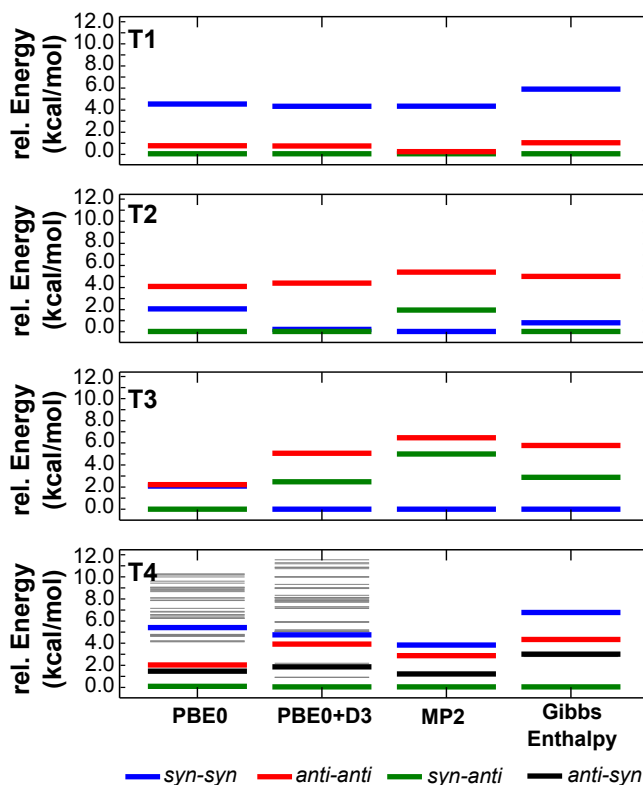 12.0
10.0
8.0
6.0
4.0
2.0
0.0
rel. Energy
(kcal/mol)
T1
12.0
10.0
8.0
6.0
4.0
2.0
0.0
rel. Energy
(kcal/mol)
T2
12.0
10.0
8.0
6.0
4.0
2.0
0.0
rel. Energy
(kcal/mol)
T3
12.0
10.0
8.0
6.0
4.0
2.0
0.0
rel. Energy
(kcal/mol)
T4
PBE0 PBE0+D3 MP2 Gibbs
Enthalpy
syn-syn anti-anti syn-anti anti-syn